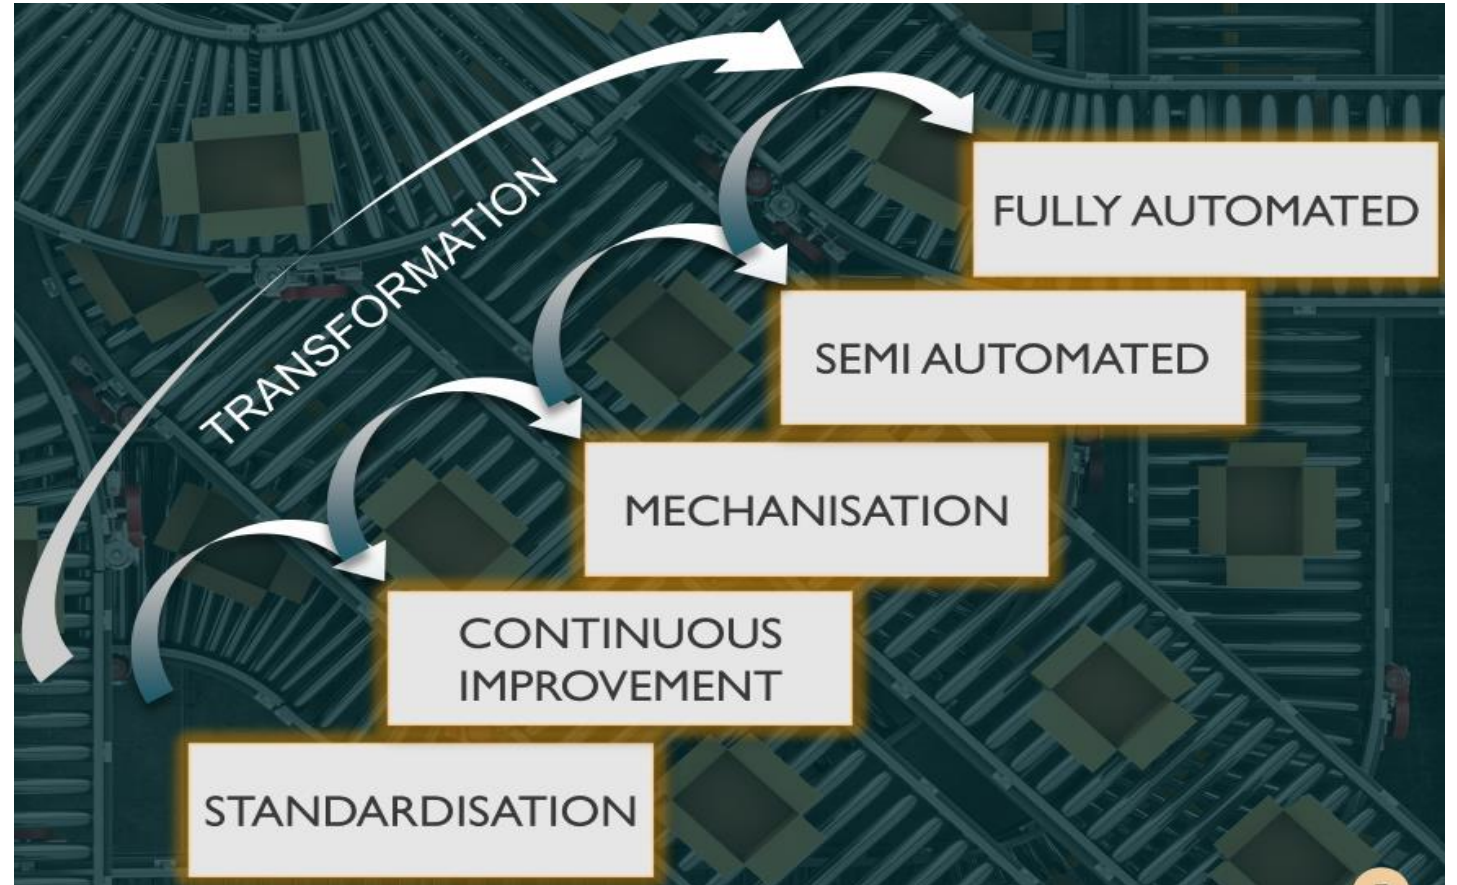 TRANSFORMATION
FULLY AUTOMATED
SEMI AUTOMATED
MECHANISATION
CONTINUOUS
IMPROVEMENT
STANDARDISATION